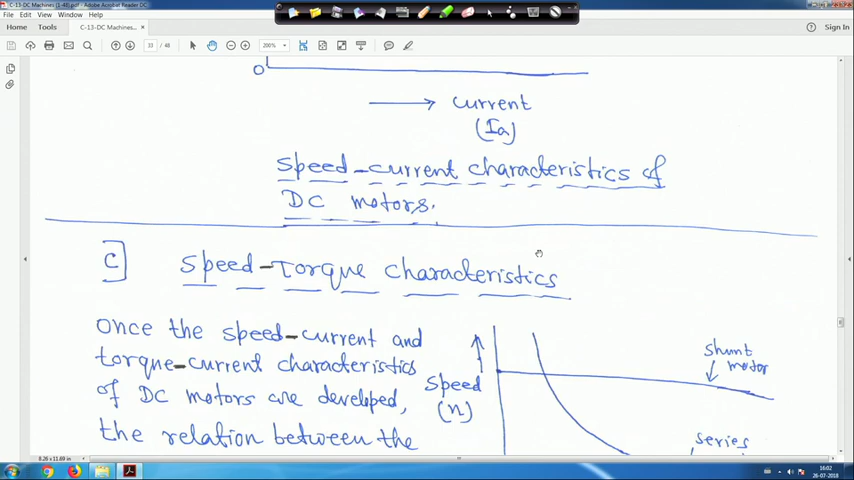 C-13-DC Machines (1-48).pdf - Adobe Acrobat Reader DC
File Edit View Window Help
Home Tools
C-13-DC Machines... ×
Sign In
33 / 48
200%
O
current
(Ia)
Speed-current characteristics of
DC motors.
C] Speed-Torque characteristics
Once the speed-current and
torque-current characteristics
of DC motors are developed,
the relation between the
Speed
(n)
shunt
motor
series
8.26 x 11.69 in
16:02
26-07-2018